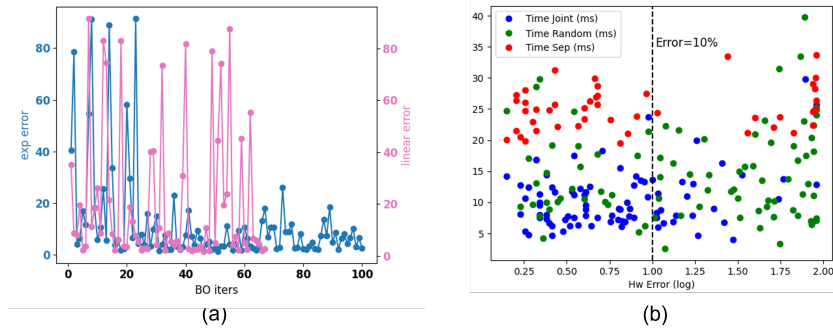 exp error
80
60
40
20
0
0 20 40 60 80 100
BO iters
80
60
40
20
0
linear error
(a)
40
35
30
25
20
15
10
5
Time Joint (ms)
Time Random (ms)
Time Sep (ms)
Error=10%
0.25 0.50 0.75 1.00 1.25 1.50 1.75 2.00
Hw Error (log)
(b)